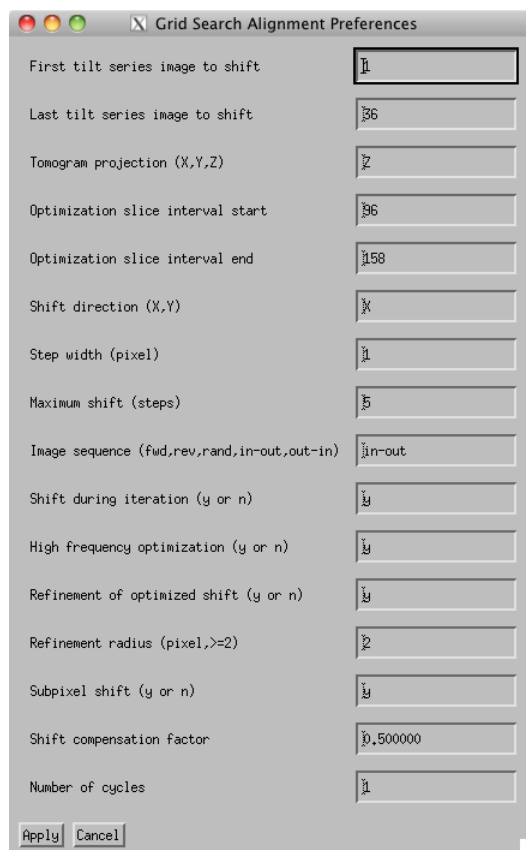 Grid Search Alignment Preferences
First tilt series image to shift 1
Last tilt series image to shift 36
Tomogram projection (X,Y,Z) Z
Optimization slice interval start 96
Optimization slice interval end 158
Shift direction (X,Y) X
Step width (pixel) 1
Maximum shift (steps) 5
Image sequence (fwd,rev,rand,in-out,out-in) in-out
Shift during iteration (y or n) y
High frequency optimization (y or n) y
Refinement of optimized shift (y or n) y
Refinement radius (pixel,>=2) 2
Subpixel shift (y or n) y
Shift compensation factor 0.500000
Number of cycles 1
Apply Cancel